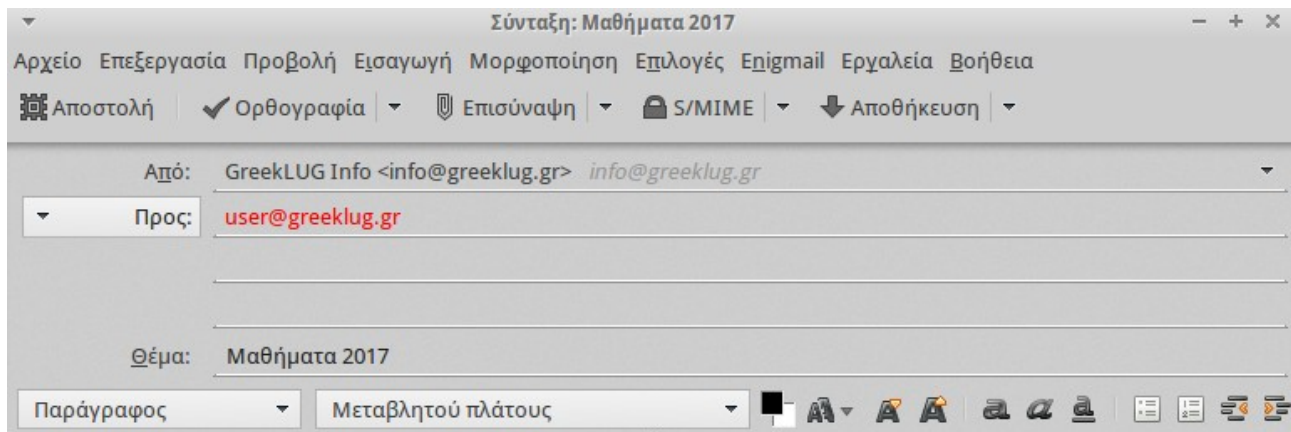 Σύνταξη: Μαθήματα 2017
Αρχείο Επεξεργασία Προβολή Εισαγωγή Μορφοποίηση Επιλογές Enigmail Εργαλεία Βοήθεια
Αποστολή Ορθογραφία Επισύναψη S/MIME Αποθήκευση
Από: GreekLUG Info <info@greeklug.gr> info@greeklug.gr
Προς: user@greeklug.gr
Θέμα: Μαθήματα 2017
Παράγραφος Μεταβλητού πλάτους